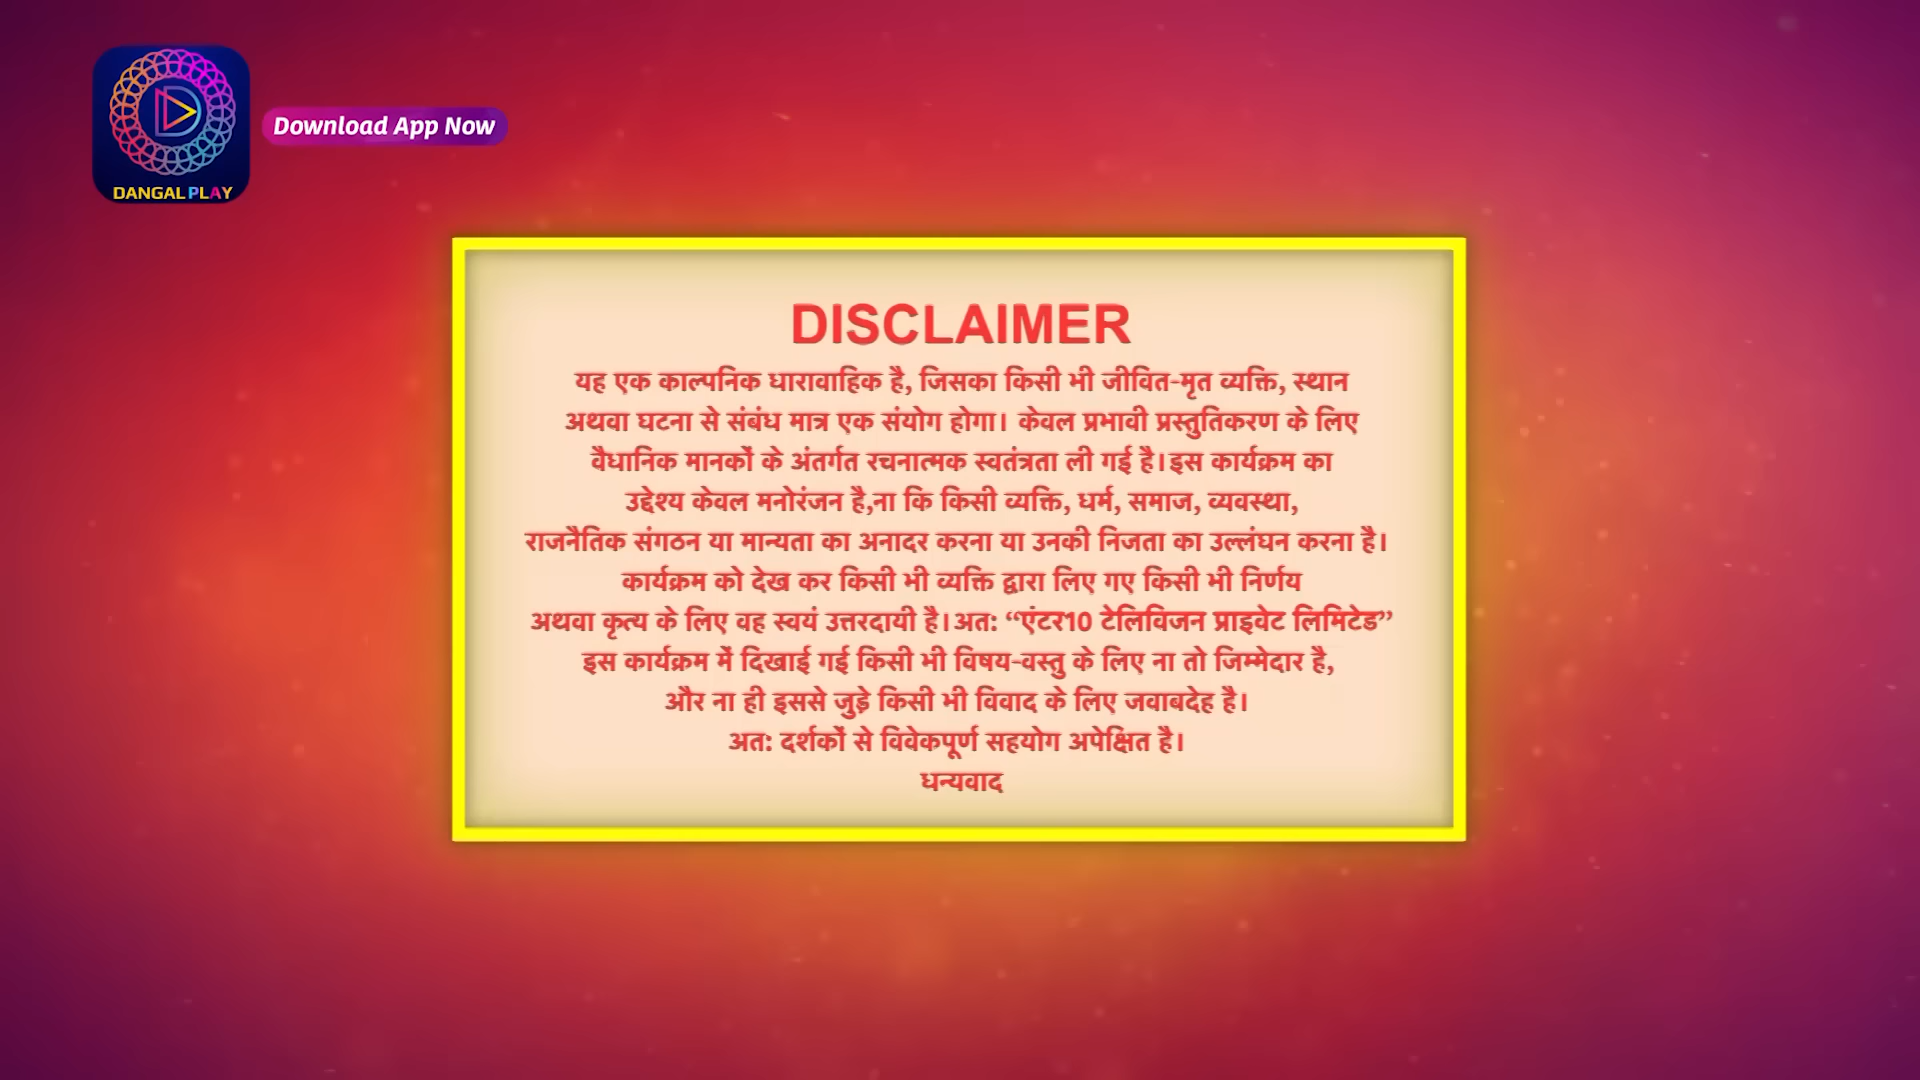 DANGAL PLAY
Download App Now
DISCLAIMER
यह एक काल्पनिक धारावाहिक है, जिसका किसी भी जीवित-मृत व्यक्ति, स्थान
अथवा घटना से संबंध मात्र एक संयोग होगा। केवल प्रभावी प्रस्तुतिकरण के लिए
वैधानिक मानकों के अंतर्गत रचनात्मक स्वतंत्रता ली गई है।इस कार्यक्रम का
उद्देश्य केवल मनोरंजन है,ना कि किसी व्यक्ति, धर्म, समाज, व्यवस्था,
राजनैतिक संगठन या मान्यता का अनादर करना या उनकी निजता का उल्लंघन करना है।
कार्यक्रम को देख कर किसी भी व्यक्ति द्वारा लिए गए किसी भी निर्णय
अथवा कृत्य के लिए वह स्वयं उत्तरदायी है।अत: “एंटर10 टेलिविजन प्राइवेट लिमिटेड”
इस कार्यक्रम में दिखाई गई किसी भी विषय-वस्तु के लिए ना तो जिम्मेदार है,
और ना ही इससे जुड़े किसी भी विवाद के लिए जवाबदेह है।
अत: दर्शकों से विवेकपूर्ण सहयोग अपेक्षित है।
धन्यवाद